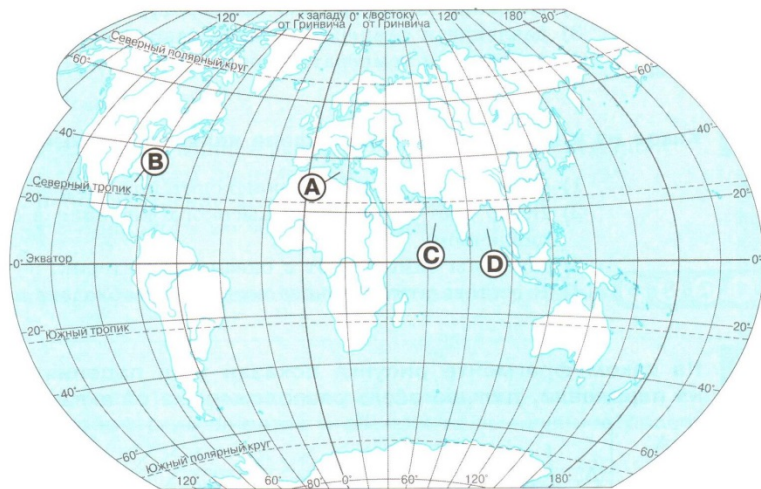 к западу 0° к востоку
от Гринвича от Гринвича
120° 60° 120° 180° 80°
Северный полярный круг
60° 60°
40° 40°
B
Северный тропик
A
20° 20°
C
D
Экватор
0° 0°
20° 20°
Южный тропик
40° 40°
60° Южный полярный круг 60°
120° 60° 0° 60° 120° 180°